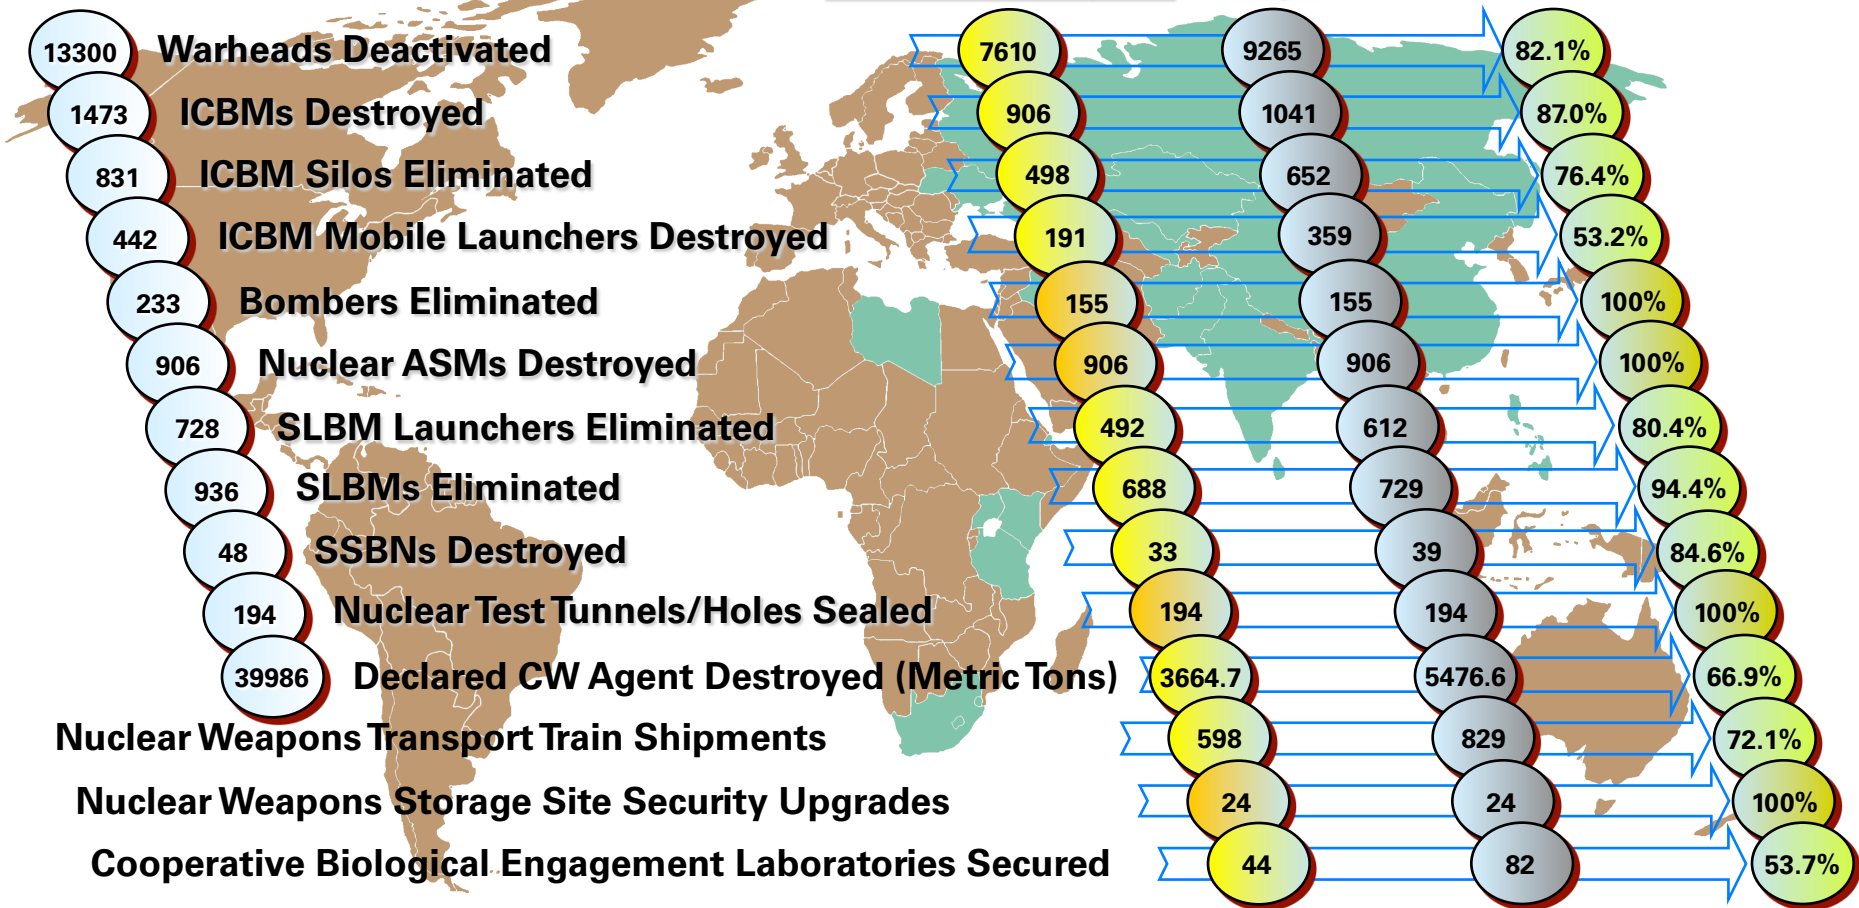 13300 Warheads Deactivated 7610 9265 82.1%
1473 ICBMs Destroyed 906 1041 87.0%
831 ICBM Silos Eliminated 498 652 76.4%
442 ICBM Mobile Launchers Destroyed 191 359 53.2%
233 Bombers Eliminated 155 155 100%
906 Nuclear ASMs Destroyed 906 906 100%
728 SLBM Launchers Eliminated 492 612 80.4%
936 SLBMs Eliminated 688 729 94.4%
48 SSBNs Destroyed 33 39 84.6%
194 Nuclear Test Tunnels/Holes Sealed 194 194 100%
39986 Declared CW Agent Destroyed (Metric Tons) 3664.7 5476.6 66.9%
Nuclear Weapons Transport Train Shipments 598 829 72.1%
Nuclear Weapons Storage Site Security Upgrades 24 24 100%
Cooperative Biological Engagement Laboratories Secured 44 82 53.7%